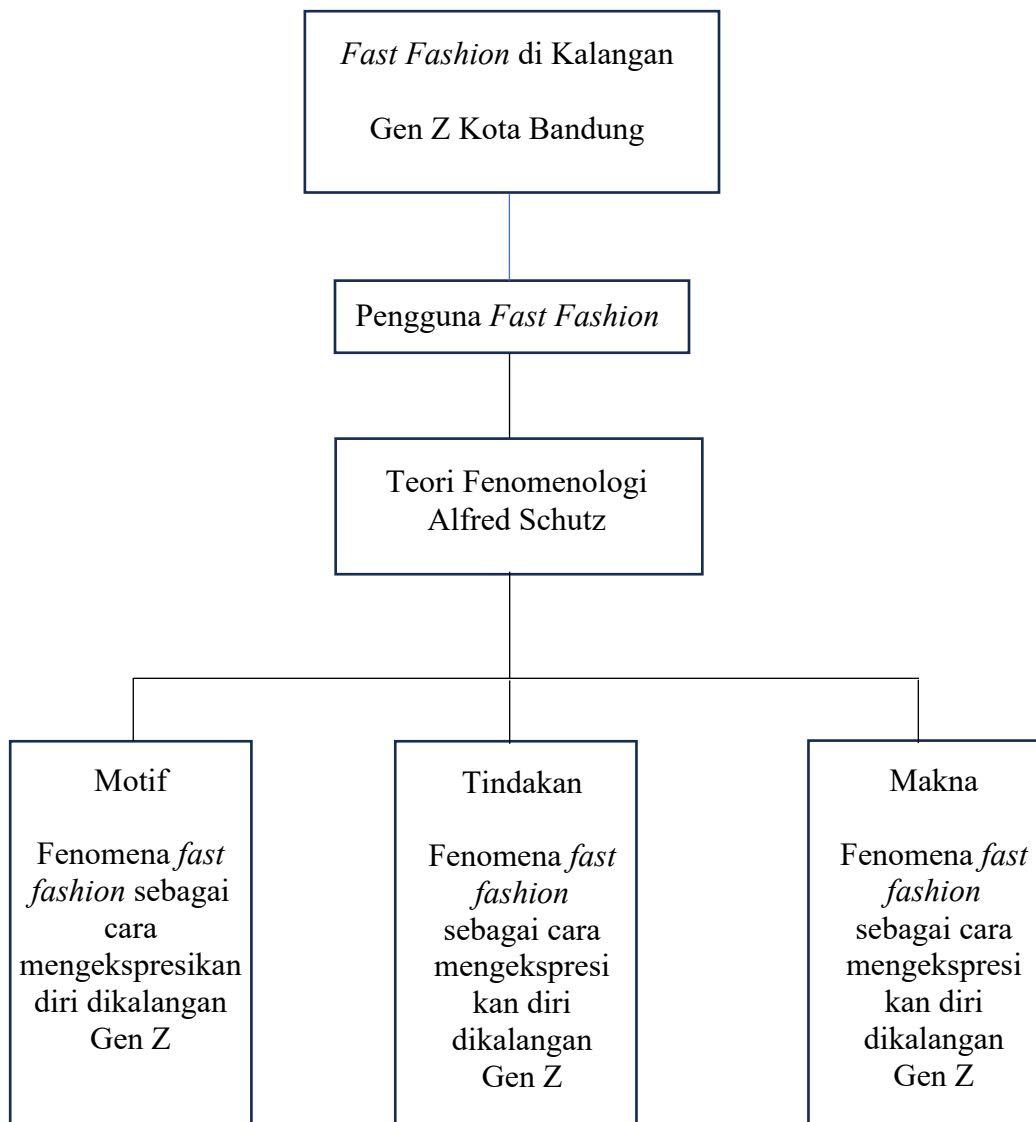 Fast Fashion di Kalangan
Gen Z Kota Bandung
Pengguna Fast Fashion
Teori Fenomenologi
Alfred Schutz
Motif
Fenomena fast
fashion sebagai
cara
mengekspresikan
diri dikalangan
Gen Z
Tindakan
Fenomena fast
fashion
sebagai cara
mengekspresi
kan diri
dikalangan
Gen Z
Makna
Fenomena fast
fashion
sebagai cara
mengekspresi
kan diri
dikalangan
Gen Z